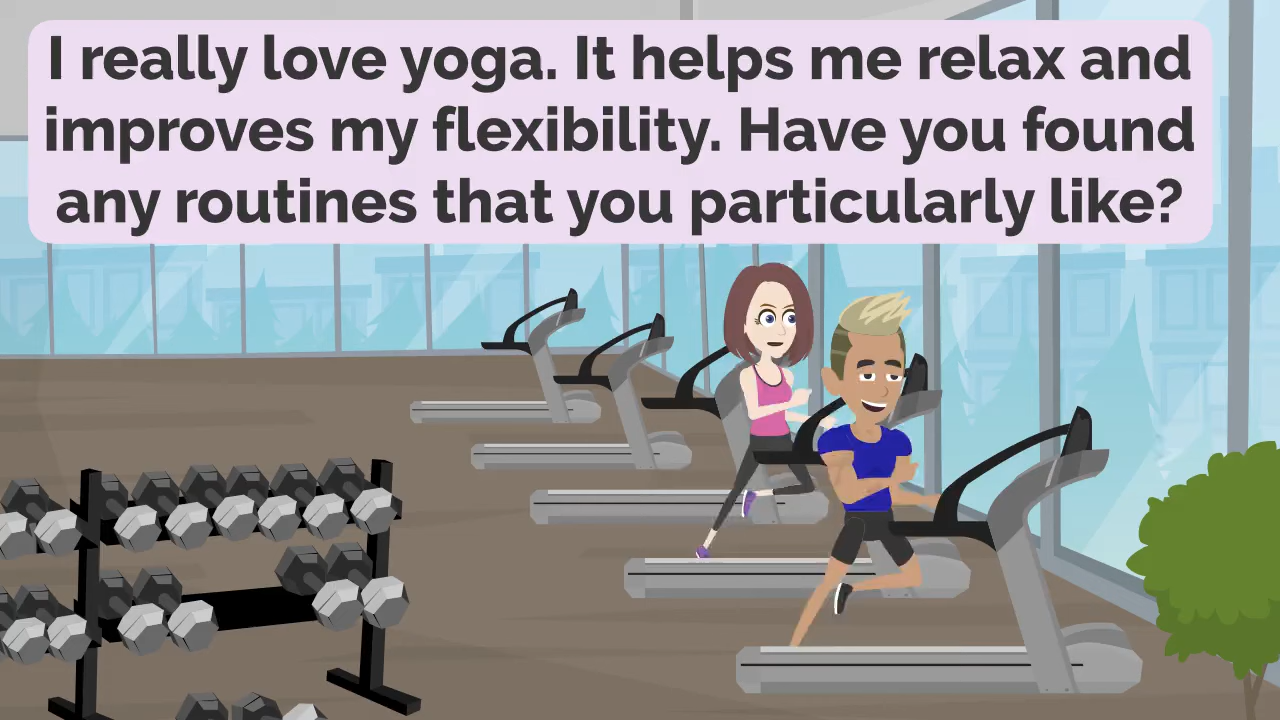 I really love yoga. It helps me relax and
improves my flexibility. Have you found
any routines that you particularly like?